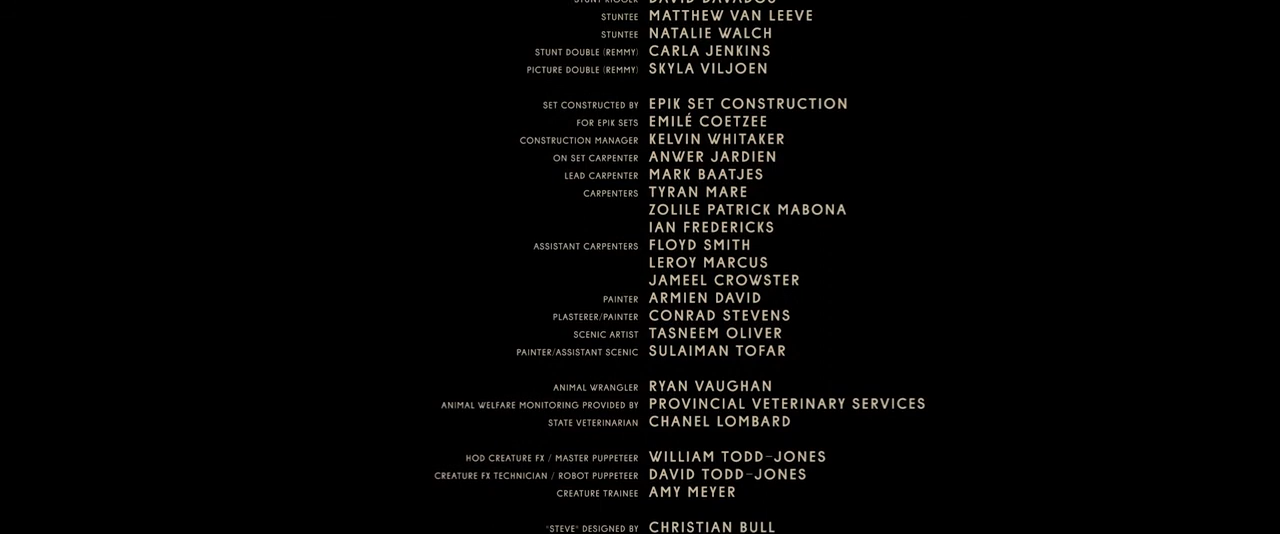 STUNT RIGGER DAVID DAVADOU
STUNTEE MATTHEW VAN LEEVE
STUNTEE NATALIE WALCH
STUNT DOUBLE (REMMY) CARLA JENKINS
PICTURE DOUBLE (REMMY) SKYLA VILJOEN
SET CONSTRUCTED BY EPIK SET CONSTRUCTION
FOR EPIK SETS EMILÉ COETZEE
CONSTRUCTION MANAGER KELVIN WHITAKER
ON SET CARPENTER ANWER JARDIEN
LEAD CARPENTER MARK BAATJES
CARPENTERS TYRAN MARE
ZOLILE PATRICK MABONA
IAN FREDERICKS
ASSISTANT CARPENTERS FLOYD SMITH
LEROY MARCUS
JAMEEL CROWSTER
PAINTER ARMIEN DAVID
PLASTERER/PAINTER CONRAD STEVENS
SCENIC ARTIST TASNEEM OLIVER
PAINTER/ASSISTANT SCENIC SULAIMAN TOFAR
ANIMAL WRANGLER RYAN VAUGHAN
ANIMAL WELFARE MONITORING PROVIDED BY PROVINCIAL VETERINARY SERVICES
STATE VETERINARIAN CHANEL LOMBARD
HOD CREATURE FX / MASTER PUPPETEER WILLIAM TODD-JONES
CREATURE FX TECHNICIAN / ROBOT PUPPETEER DAVID TODD-JONES
CREATURE TRAINEE AMY MEYER
"STEVE" DESIGNED BY CHRISTIAN BULL